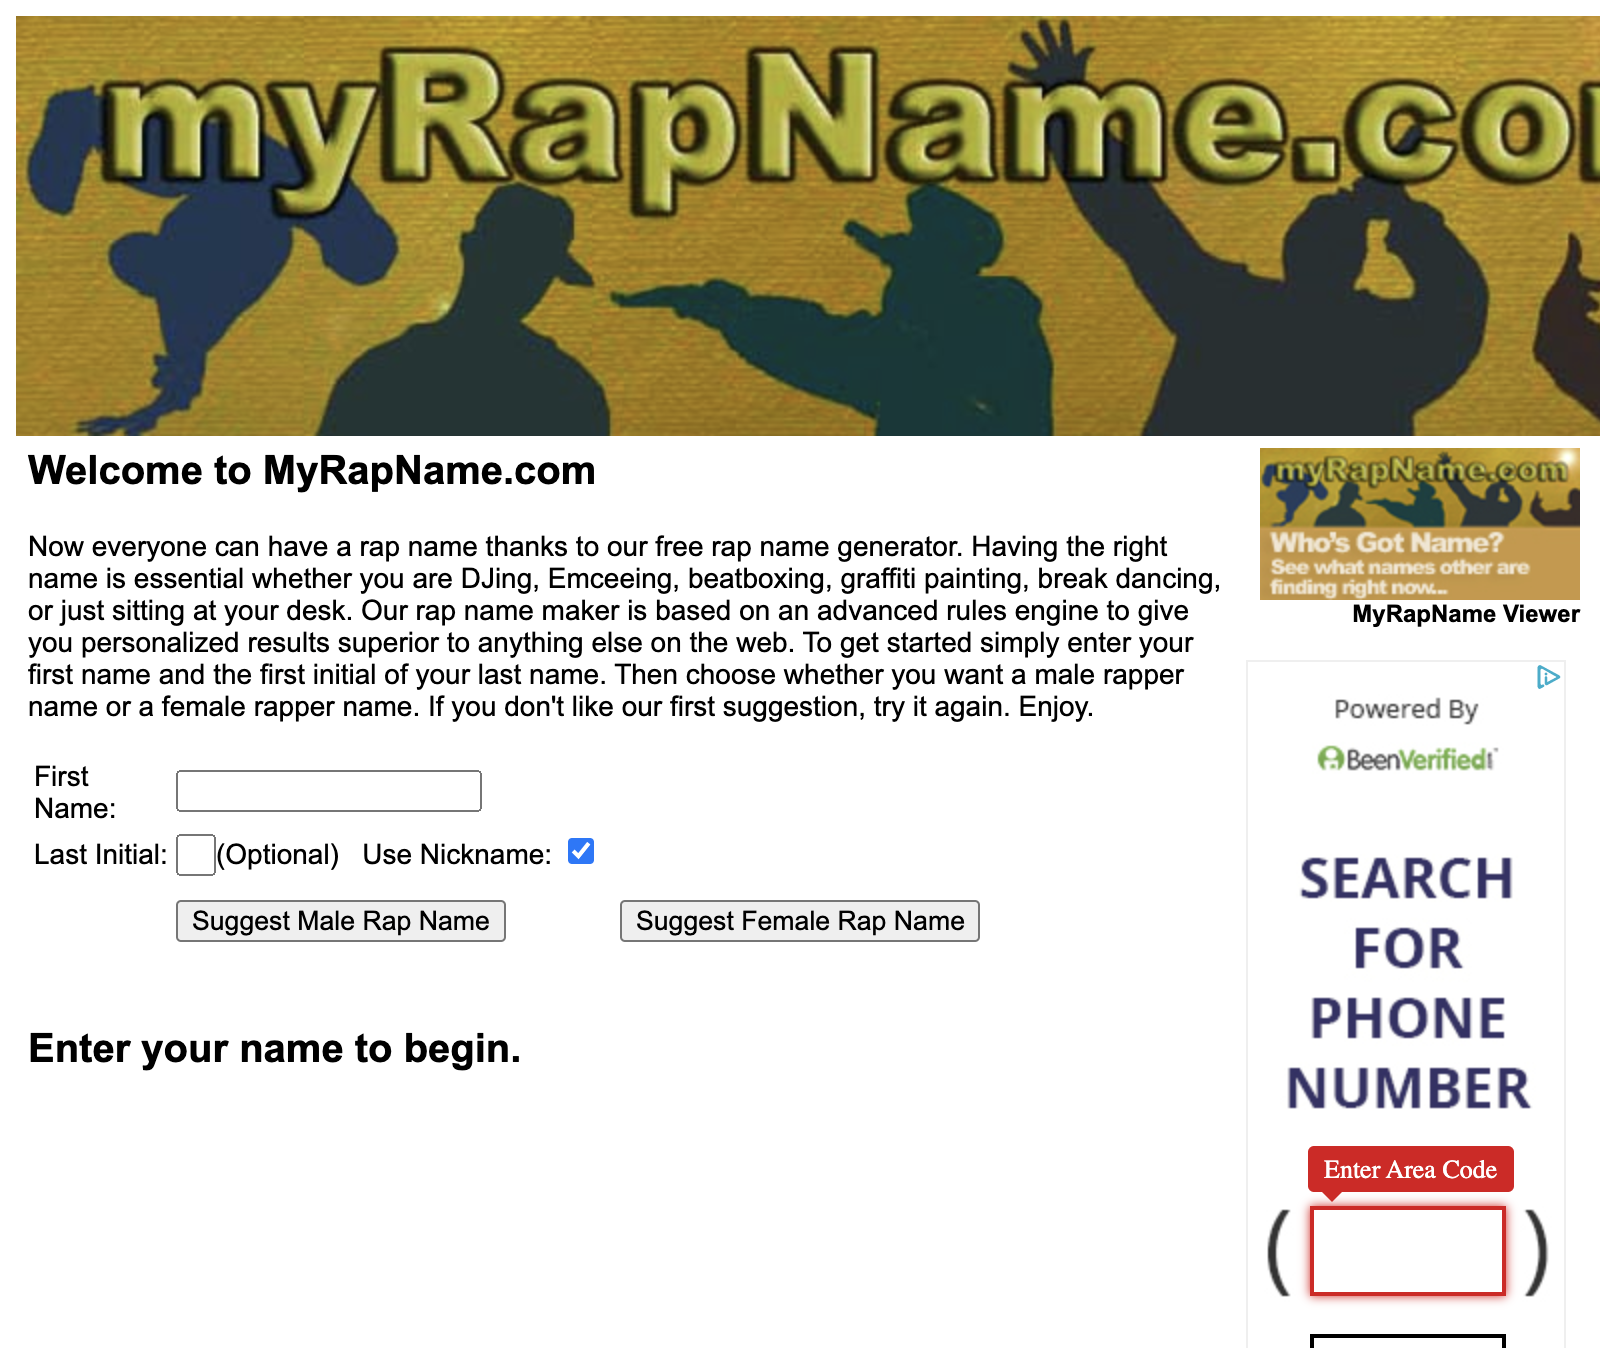 myRapName.co
Welcome to MyRapName.com
Now everyone can have a rap name thanks to our free rap name generator. Having the right
name is essential whether you are DJing, Emceeing, beatboxing, graffiti painting, break dancing,
or just sitting at your desk. Our rap name maker is based on an advanced rules engine to give
you personalized results superior to anything else on the web. To get started simply enter your
first name and the first initial of your last name. Then choose whether you want a male rapper
name or a female rapper name. If you don't like our first suggestion, try it again. Enjoy.
First
Name:
Last Initial: (Optional) Use Nickname:
Suggest Male Rap Name Suggest Female Rap Name
Enter your name to begin.
myRapName.com
Who's Got Name?
See what names other are
finding right now...
MyRapName Viewer
Powered By
BeenVerified
SEARCH
FOR
PHONE
NUMBER
Enter Area Code
( )